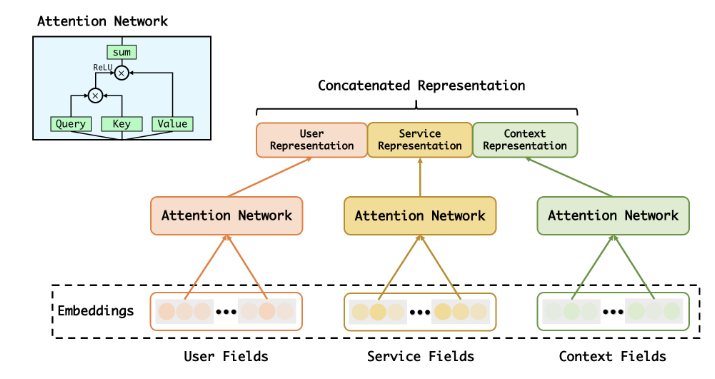 Attention Network
sum
ReLU
Query Key Value
Concatenated Representation
User
Representation
Service
Representation
Context
Representation
Attention Network
Attention Network
Attention Network
Embeddings
User Fields
Service Fields
Context Fields